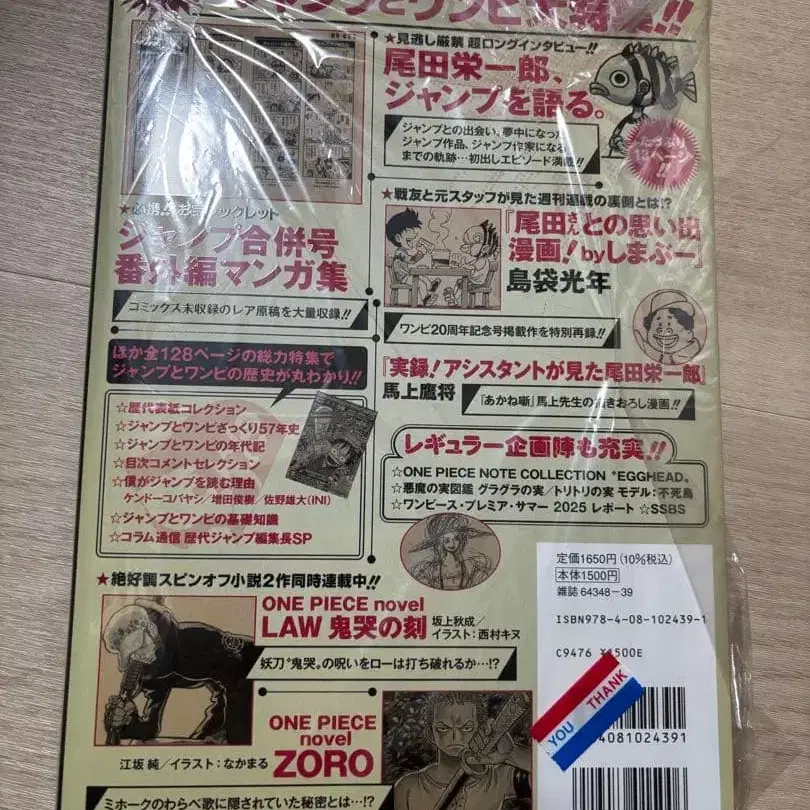 ジャンプとワンピ大特集!!
★見逃し厳禁 超ロングインタビュー!!
尾田栄一郎、
ジャンプを語る。
ジャンプとの出会い、夢中になった
ジャンプ作品、ジャンプ作家になる
までの軌跡…初出しエピソード満載!!
たっぷり
ページ!!
★必携!!
ジャンプ合併号
番外編マンガ集
コミックス未収録のレア原稿を大量収録!!
★戦友と元スタッフが見た週刊連載の裏側とは!?
『尾田さんとの思い出
漫画!byしまぶー』
島袋光年
ワンピ20周年記念号掲載作を特別再録!!
『実録!アシスタントが見た尾田栄一郎』
馬上鷹将
『あかね噺』馬上先生の描きおろし漫画!!
ほか全128ページの総力特集で
ジャンプとワンピの歴史が丸わかり!!
☆歴代表紙コレクション
☆ジャンプとワンピざっくり57年史
☆ジャンプとワンピの年代記
☆目次コメントセレクション
☆僕がジャンプを読む理由
ケンドーコバヤシ/増田俊樹/佐野雄大(INI)
☆ジャンプとワンピの基礎知識
☆コラム通信 歴代ジャンプ編集長SP
レギュラー企画陣も充実!!
☆ONE PIECE NOTE COLLECTION "EGGHEAD"
☆悪魔の実図鑑 グラグラの実/トリトリの実 モデル:不死鳥
☆ワンピース・プレミア・サマー 2025 レポート ☆SSBS
★絶好調スピンオフ小説2作同時連載中!!
ONE PIECE novel
LAW 鬼哭の刻
坂上秋成/
イラスト:西村キヌ
妖刀"鬼哭"の呪いをローは打ち破れるか…!?
ONE PIECE
novel
ZORO
江坂 純/イラスト:なかまる
ミホークのわらべ歌に隠されていた秘密とは…!?
定価1650円(10%税込)
本体1500円
雑誌 64348-39
ISBN978-4-08-102439-1
C9476 ¥1500E
THANK
YOU
4081024391